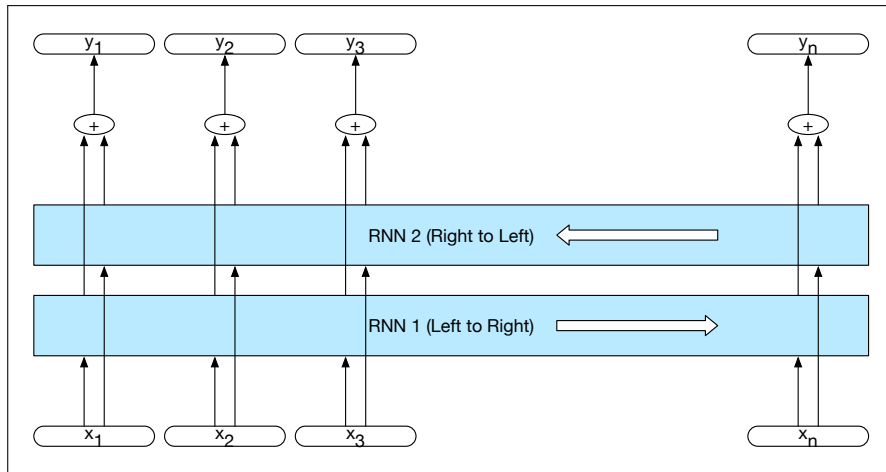 y1 y2 y3 yn
+ + + +
RNN 2 (Right to Left)
RNN 1 (Left to Right)
x1 x2 x3 xn